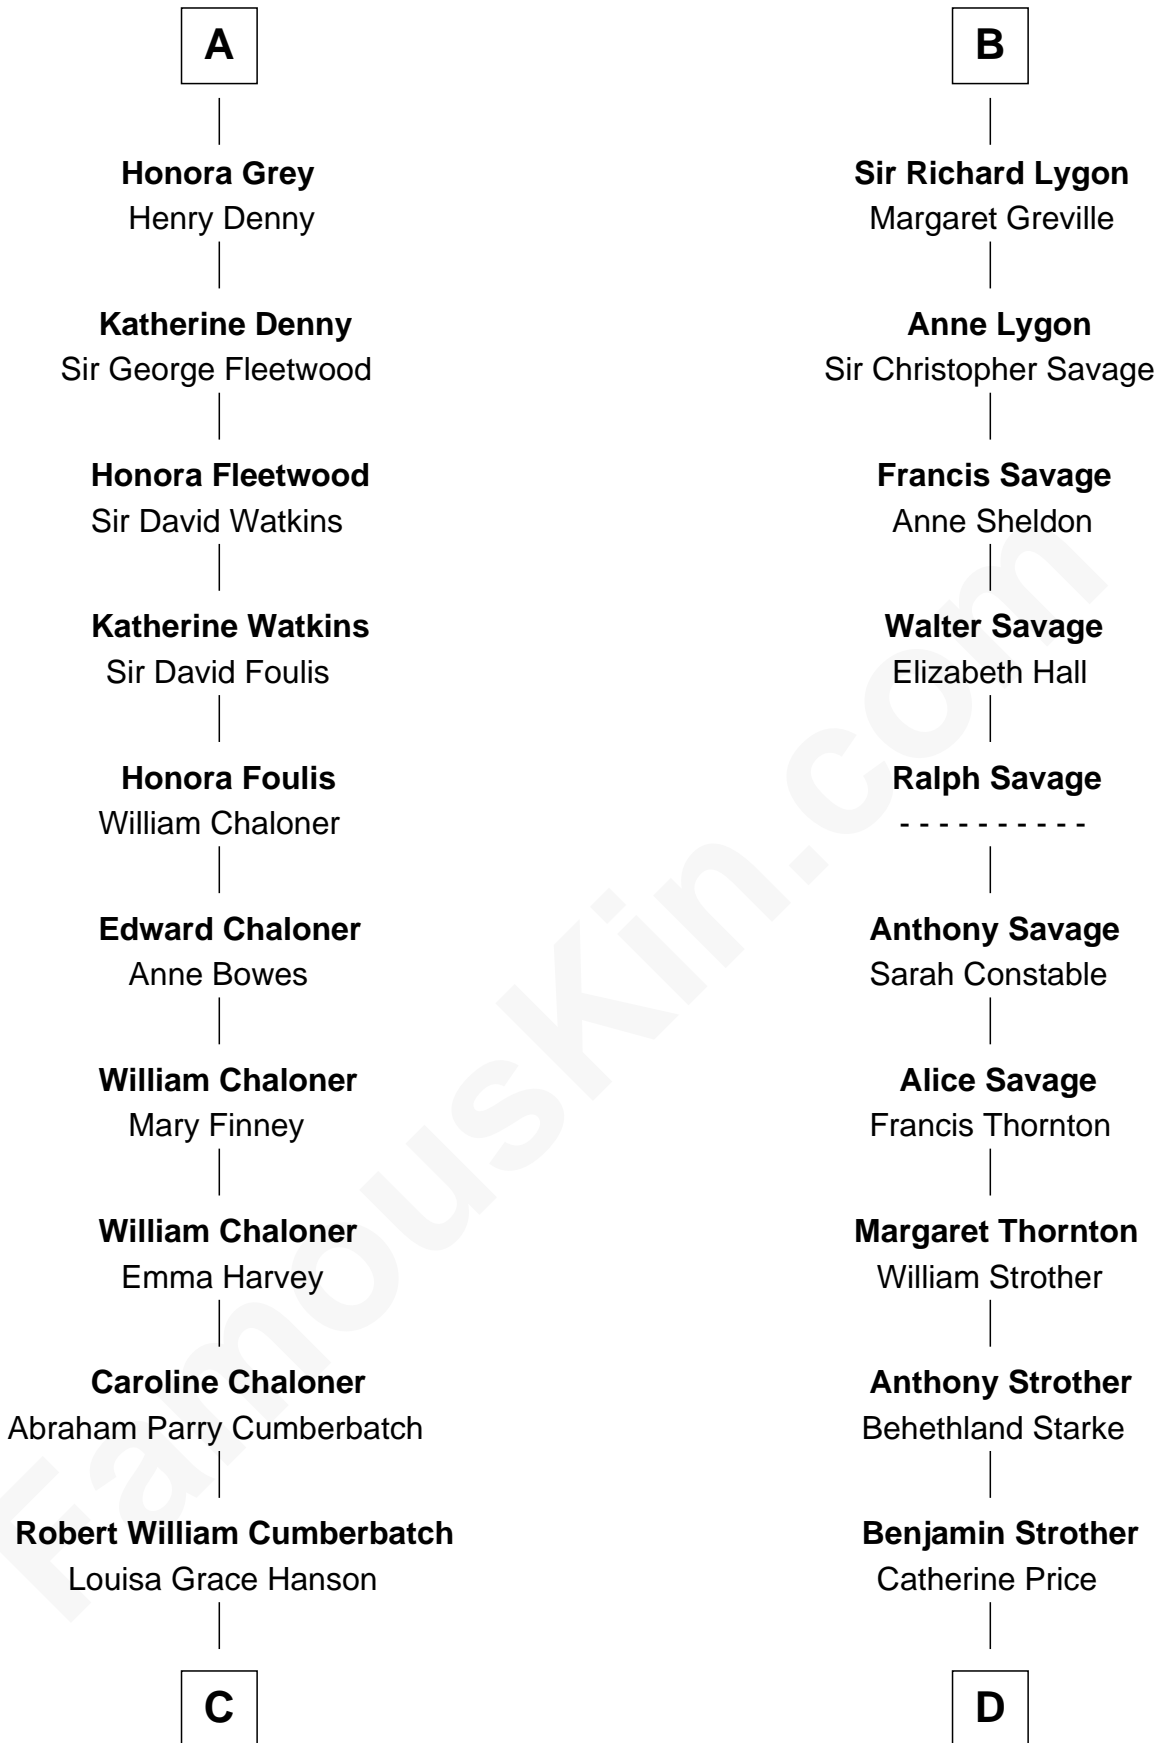 A
Honora Grey
Henry Denny
Katherine Denny
Sir George Fleetwood
Honora Fleetwood
Sir David Watkins
Katherine Watkins
Sir David Foulis
Honora Foulis
William Chaloner
Edward Chaloner
Anne Bowes
William Chaloner
Mary Finney
William Chaloner
Emma Harvey
Caroline Chaloner
Abraham Parry Cumberbatch
Robert William Cumberbatch
Louisa Grace Hanson
C
B
Sir Richard Lygon
Margaret Greville
Anne Lygon
Sir Christopher Savage
Francis Savage
Anne Sheldon
Walter Savage
Elizabeth Hall
Ralph Savage
- - - - - - - - - -
Anthony Savage
Sarah Constable
Alice Savage
Francis Thornton
Margaret Thornton
William Strother
Anthony Strother
Behethland Starke
Benjamin Strother
Catherine Price
D
FamousKin.com